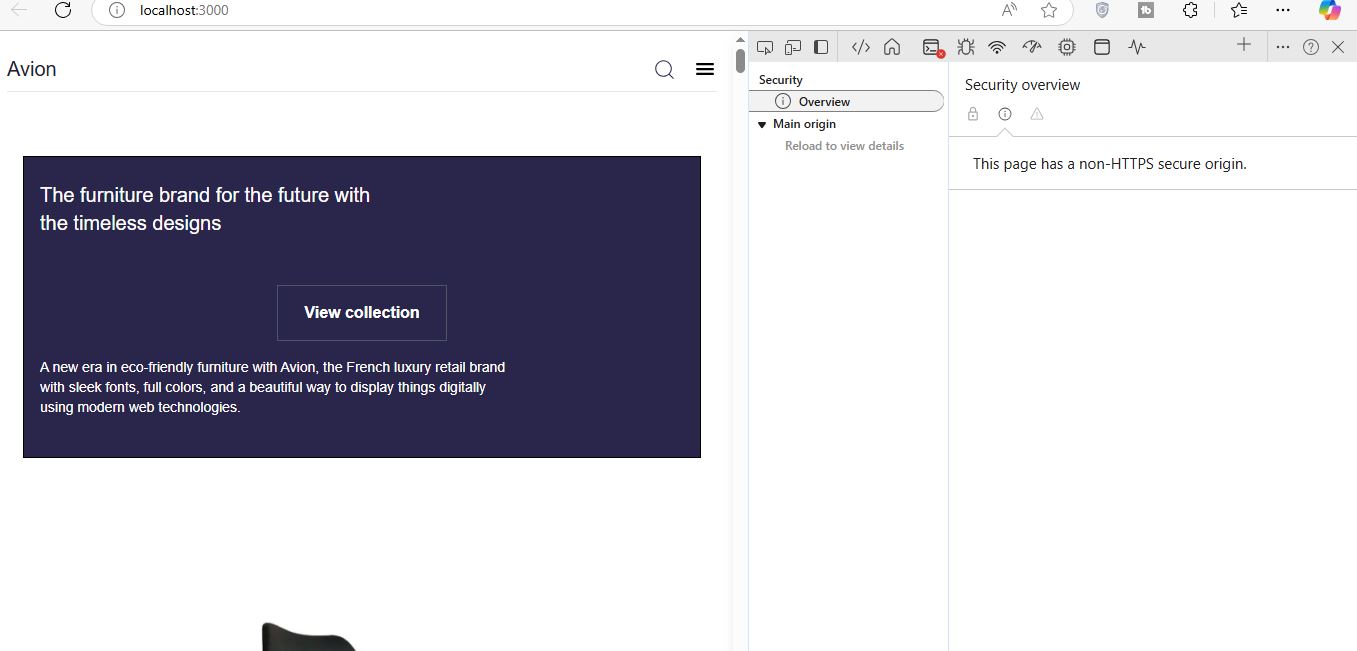 localhost:3000
Avion
The furniture brand for the future with
the timeless designs
View collection
A new era in eco-friendly furniture with Avion, the French luxury retail brand
with sleek fonts, full colors, and a beautiful way to display things digitally
using modern web technologies.
Security
Overview
Main origin
Reload to view details
Security overview
This page has a non-HTTPS secure origin.